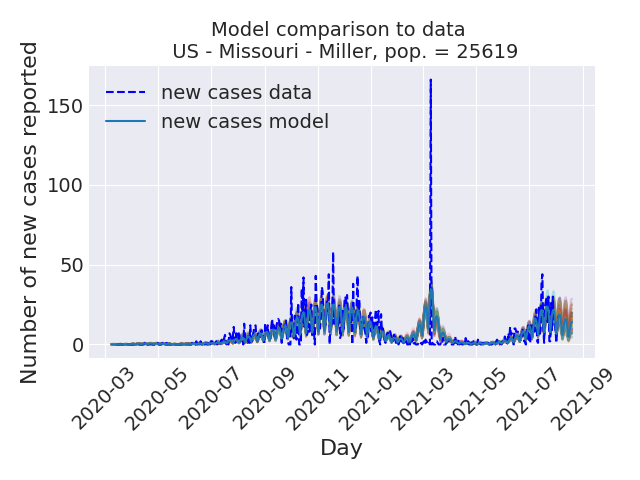 Model comparison to data
US - Missouri - Miller, pop. = 25619
Number of new cases reported
150
100
50
0
new cases data
new cases model
2020-03
2020-05
2020-07
2020-09
2020-11
2021-01
2021-03
2021-05
2021-07
2021-09
Day